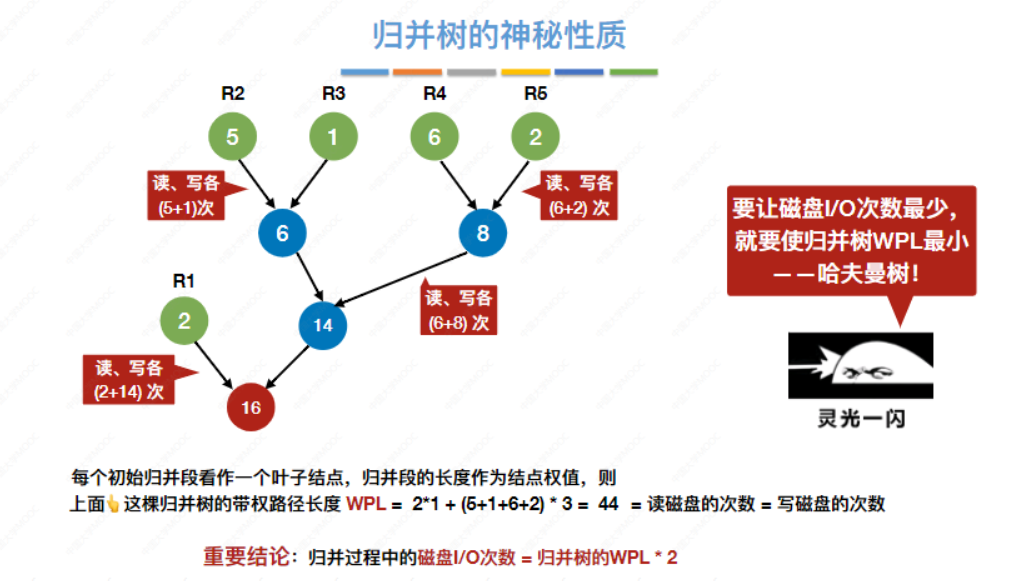 归并树的神秘性质
R2 R3 R4 R5
5 1 6 2
读、写各
(5+1)次
读、写各
(6+2) 次
6 8
要让磁盘I/O次数最少，
就要使归并树WPL最小
——哈夫曼树！
R1
读、写各
(6+8) 次
2 14
读、写各
(2+14) 次
16
灵光一闪
每个初始归并段看作一个叶子结点，归并段的长度作为结点权值，则
上面👆这棵归并树的带权路径长度 WPL = 2*1 + (5+1+6+2) * 3 = 44 = 读磁盘的次数 = 写磁盘的次数
重要结论：归并过程中的磁盘I/O次数 = 归并树的WPL * 2